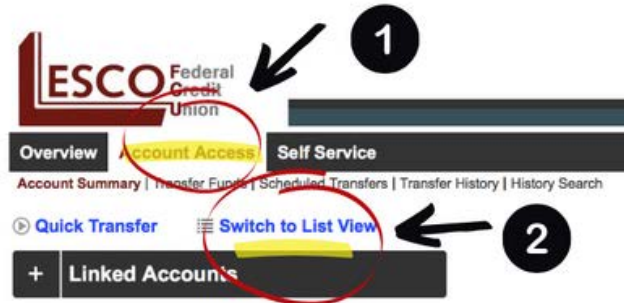 1
LESCO Federal
Credit
Union
Overview Account Access Self Service
Account Summary | Transfer Funds | Scheduled Transfers | Transfer History | History Search
Quick Transfer Switch to List View
2
+ Linked Accounts